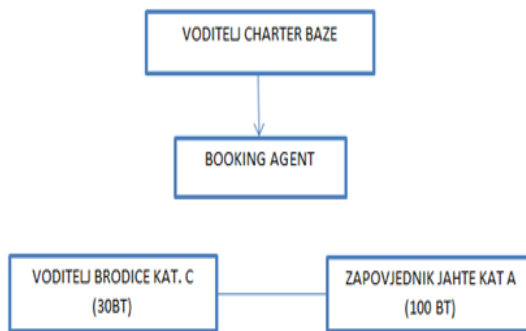 VODITELJ CHARTER BAZE
BOOKING AGENT
VODITELJ BRODICE KAT. C
(30BT)
ZAPOVJEDNIK JAHTE KAT A
(100 BT)